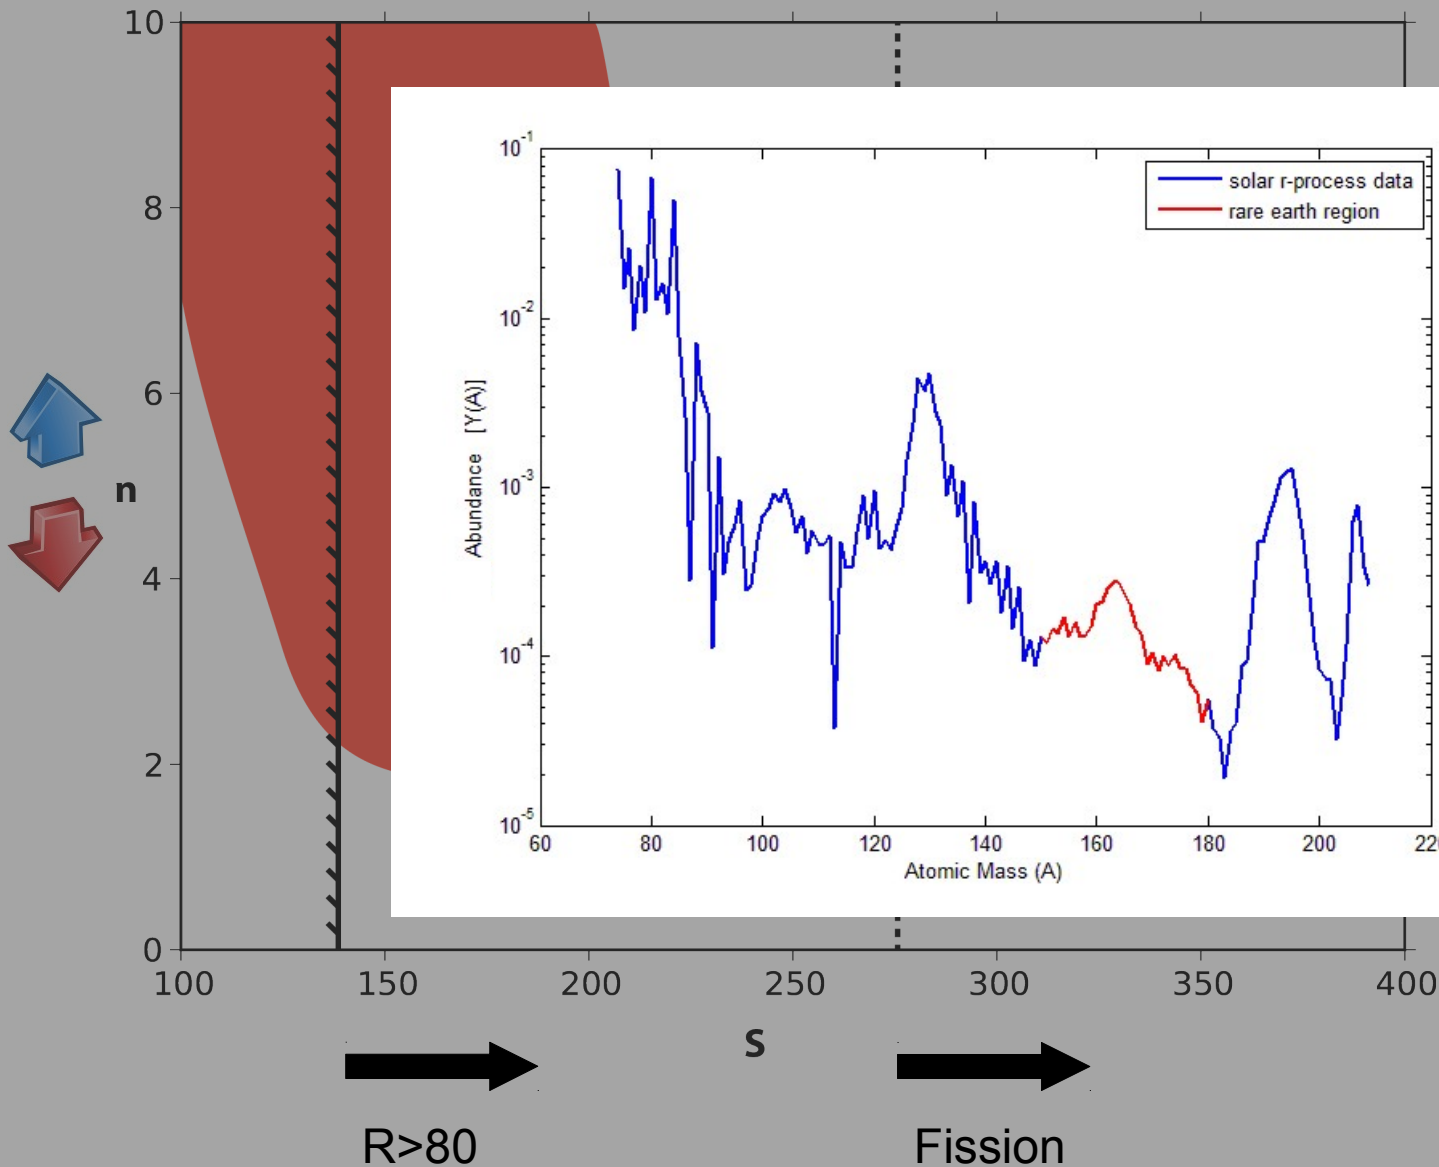 10
8
6
n
4
2
0
100 150 200 250 300 350 400
S
R>80
Fission
10^-1
10^-2
10^-3
10^-4
10^-5
Abundance [Y(A)]
solar r-process data
rare earth region
60 80 100 120 140 160 180 200
Atomic Mass (A)